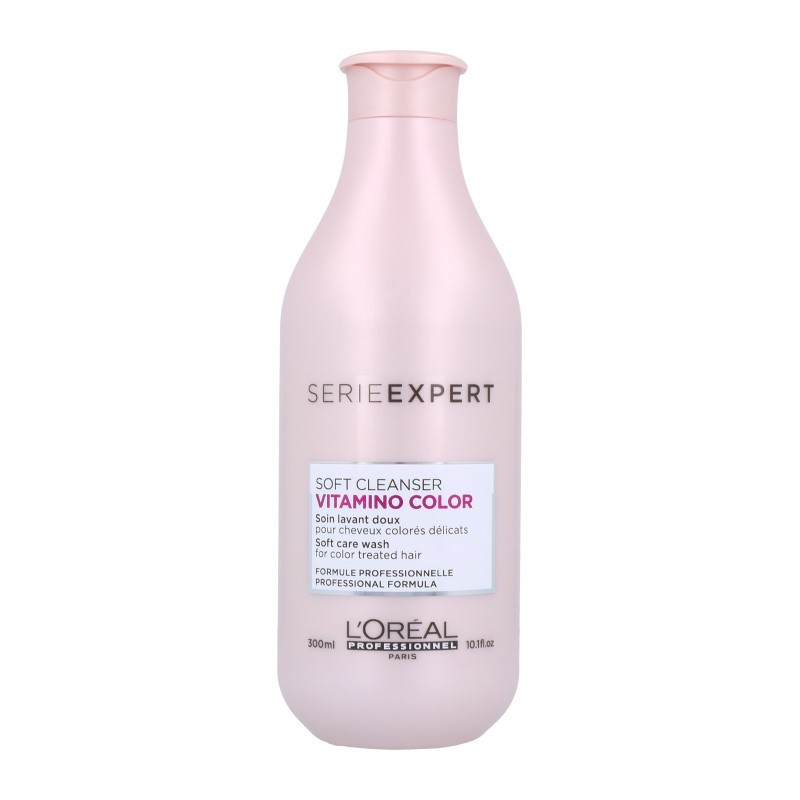 SERIEEXPERT
SOFT CLEANSER
VITAMINO COLOR
Soin lavant doux
pour cheveux colorés délicats
Soft care wash
for color treated hair
FORMULE PROFESSIONNELLE
PROFESSIONAL FORMULA
300ml
L'ORÉAL
PROFESSIONNEL
PARIS
10.1fl.oz